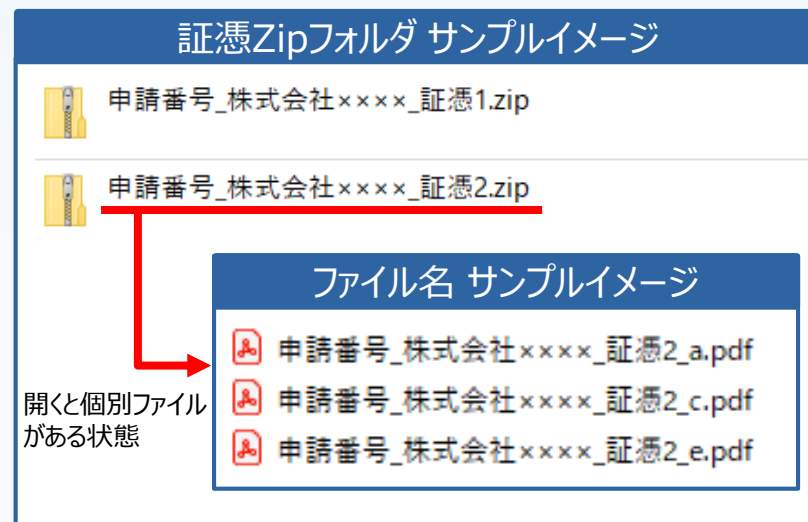 証憑Zipフォルダ サンプルイメージ
申請番号_株式会社××××_証憑1.zip
申請番号_株式会社××××_証憑2.zip
ファイル名 サンプルイメージ
申請番号_株式会社××××_証憑2_a.pdf
申請番号_株式会社××××_証憑2_c.pdf
申請番号_株式会社××××_証憑2_e.pdf
開くと個別ファイル
がある状態